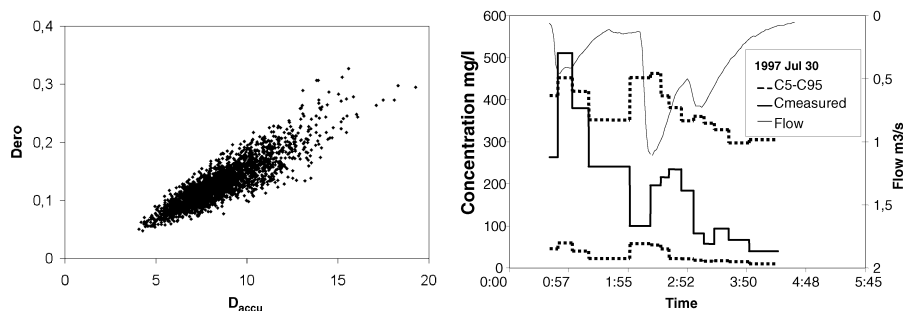 0,4
0,3
0,2
0,1
0
Dero
0 5 10 15 20
D_accu
600
500
400
300
200
100
0
Concentration mg/l
0
0,5
1
1,5
2
Flow m3/s
1997 Jul 30
C5-C95
Cmeasured
Flow
0:00 0:57 1:55 2:52 3:50 4:48 5:45
Time